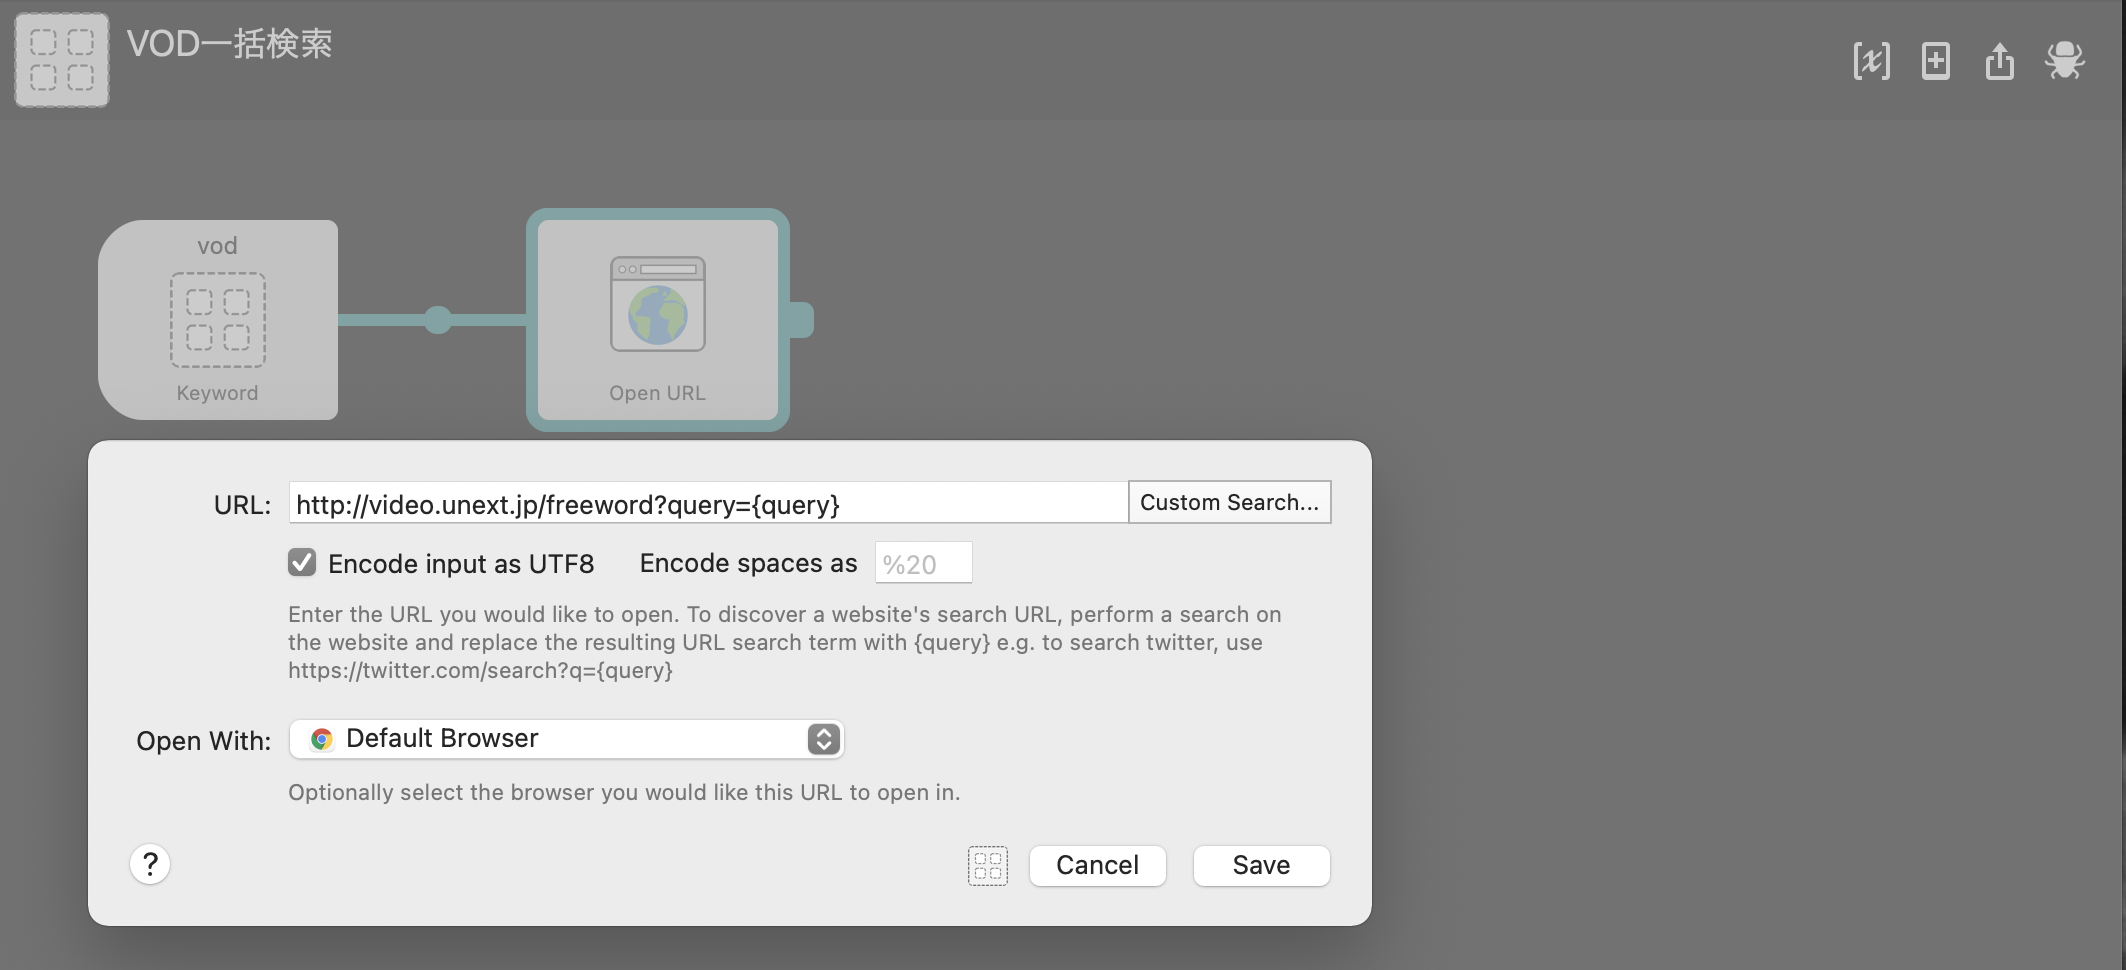 VOD一括検索
vod
Keyword
Open URL
URL:
http://video.unext.jp/freeword?query={query}
Custom Search...
Encode input as UTF8
Encode spaces as
%20
Enter the URL you would like to open. To discover a website's search URL, perform a search on
the website and replace the resulting URL search term with {query} e.g. to search twitter, use
https://twitter.com/search?q={query}
Open With:
Default Browser
Optionally select the browser you would like this URL to open in.
?
Cancel
Save